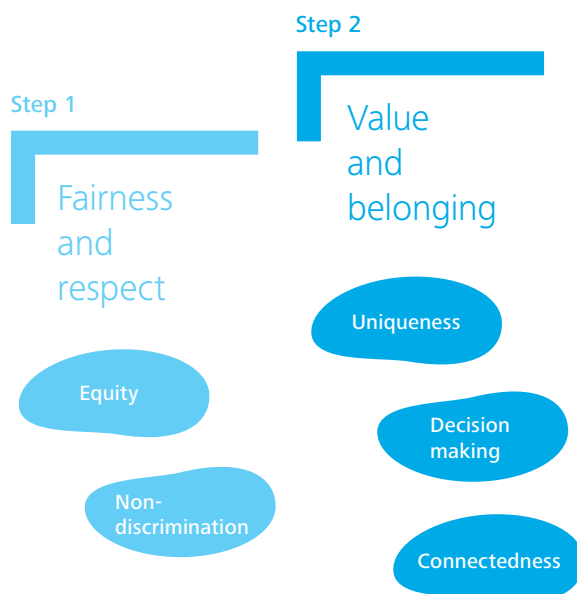 Step 1
Fairness
and
respect
Equity
Non-
discrimination
Step 2
Value
and
belonging
Uniqueness
Decision
making
Connectedness